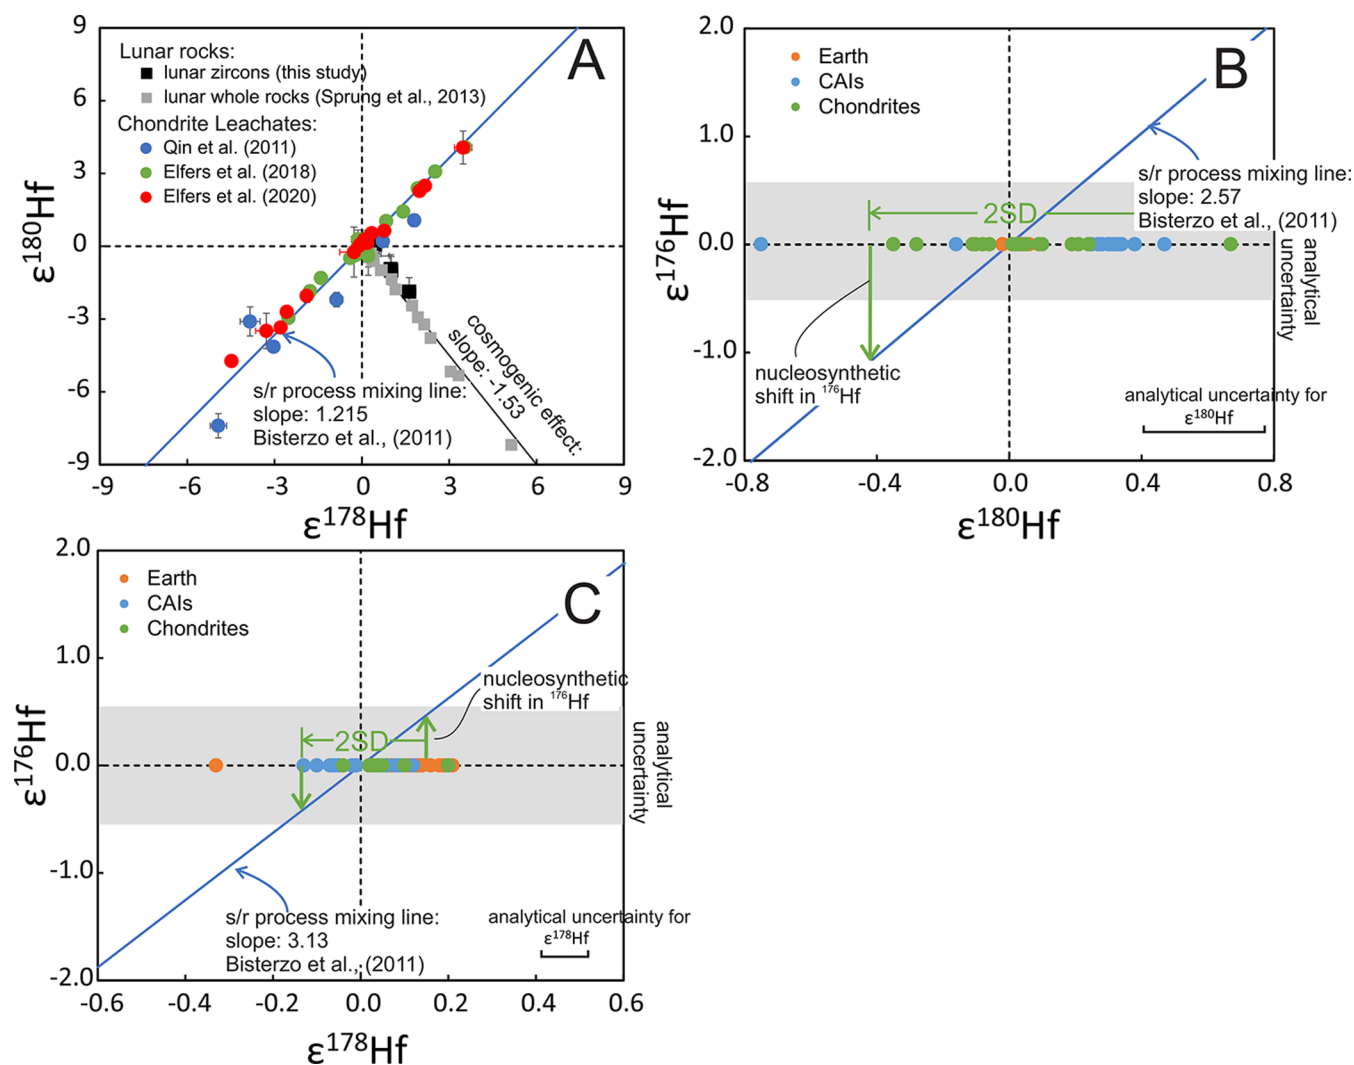 A
Lunar rocks:
lunar zircons (this study)
lunar whole rocks (Sprung et al., 2013)
Chondrite Leachates:
Qin et al. (2011)
Elfers et al. (2018)
Elfers et al. (2020)
9
6
3
0
-3
-6
-9
ε180Hf
s/r process mixing line:
slope: 1.215
Bisterzo et al., (2011)
cosmogenic effect:
slope: -1.53
-9
-6
-3
0
3
6
9
ε178Hf
B
Earth
CAIs
Chondrites
2.0
1.0
0.0
-1.0
-2.0
ε176Hf
s/r process mixing line:
slope: 2.57
Bisterzo et al., (2011)
2SD
analytical
uncertainty
nucleosynthetic
shift in 176Hf
analytical uncertainty for
ε180Hf
-0.8
-0.4
0.0
0.4
0.8
ε180Hf
C
Earth
CAIs
Chondrites
2.0
1.0
0.0
-1.0
-2.0
ε176Hf
nucleosynthetic
shift in 176Hf
2SD
analytical
uncertainty
s/r process mixing line:
slope: 3.13
Bisterzo et al., (2011)
analytical uncertainty for
ε178Hf
-0.6
-0.4
-0.2
0.0
0.2
0.4
0.6
ε178Hf